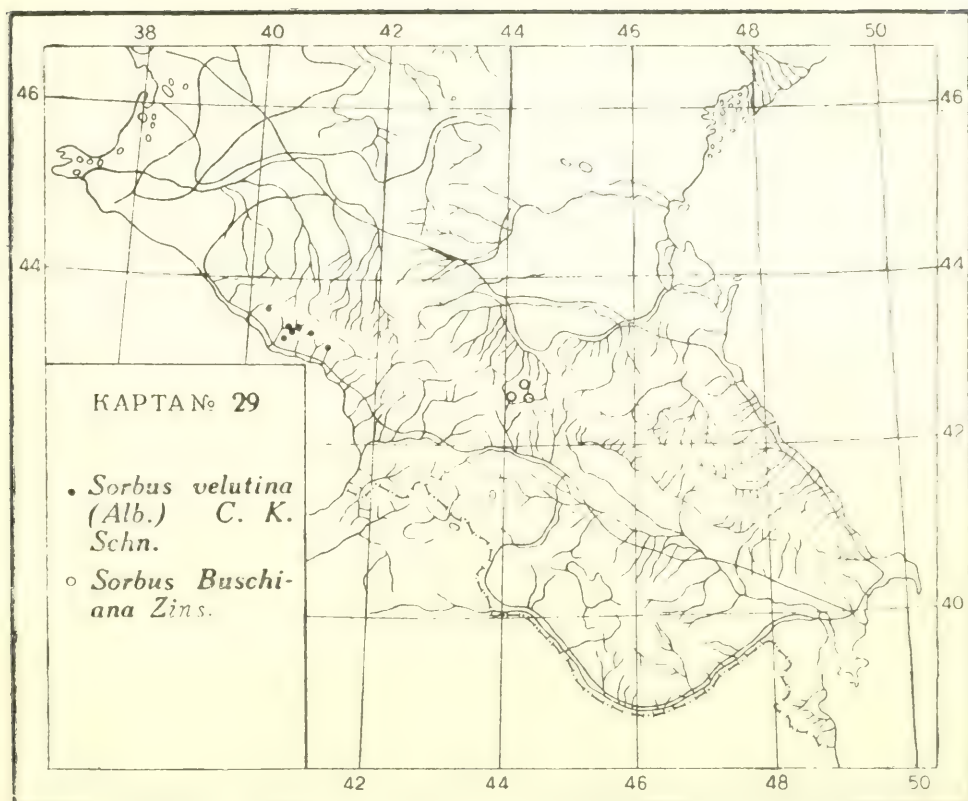 38 40 42 44 46 48 50
46 46
44 44
КАРТА № 29
42
• Sorbus velutina
(Alb.) C. K.
Schn.
○ Sorbus Buschi-
ana Zins.
40
42 44 46 48 50